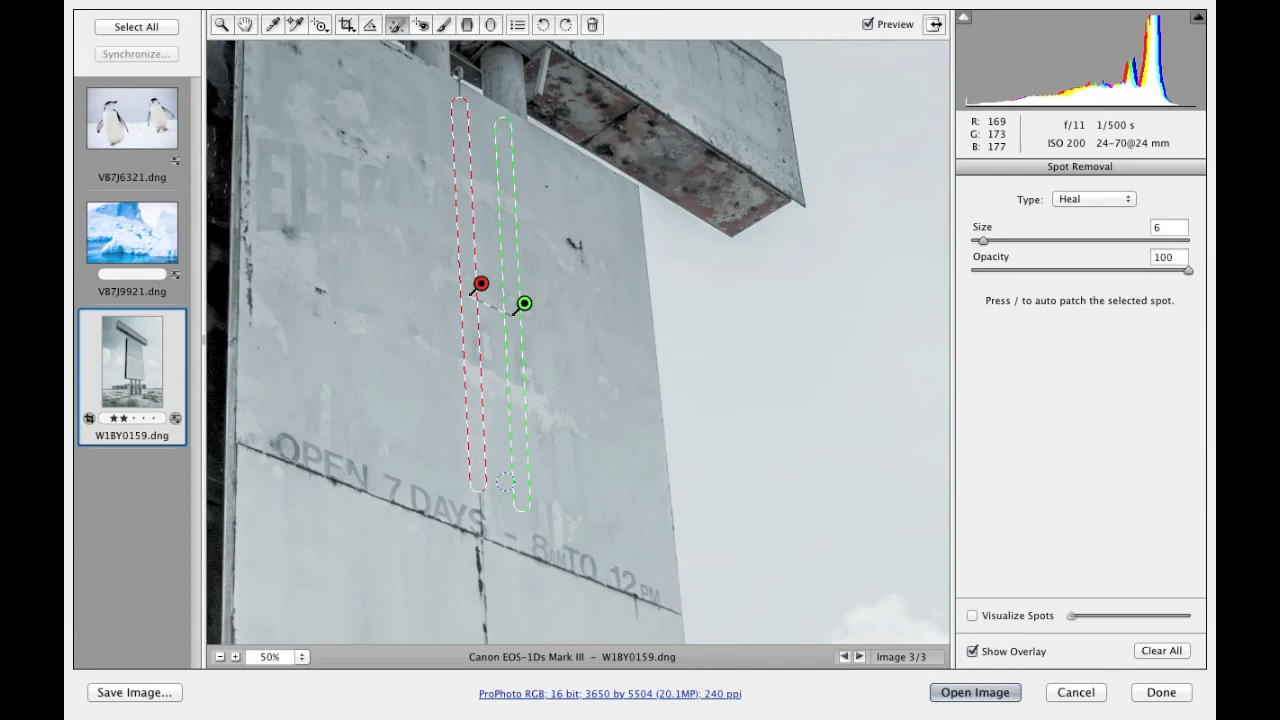 Select All
Synchronize...
VB7J6321.dng
VB7J9921.dng
W1BY0159.dng
Preview
OPEN 7 DAYS - 8AM TO 12PM
50%
Canon EOS-1Ds Mark III – W1BY0159.dng
Image 3/3
R: 169
G: 173
B: 177
f/11 1/500 s
ISO 200 24-70@24 mm
Spot Removal
Type: Heal
Size 6
Opacity 100
Press / to auto patch the selected spot.
Visualize Spots
Show Overlay
Clear All
Save Image...
ProPhoto RGB; 16 bit; 3650 by 5504 (20.1MP); 240 ppi
Open Image
Cancel
Done